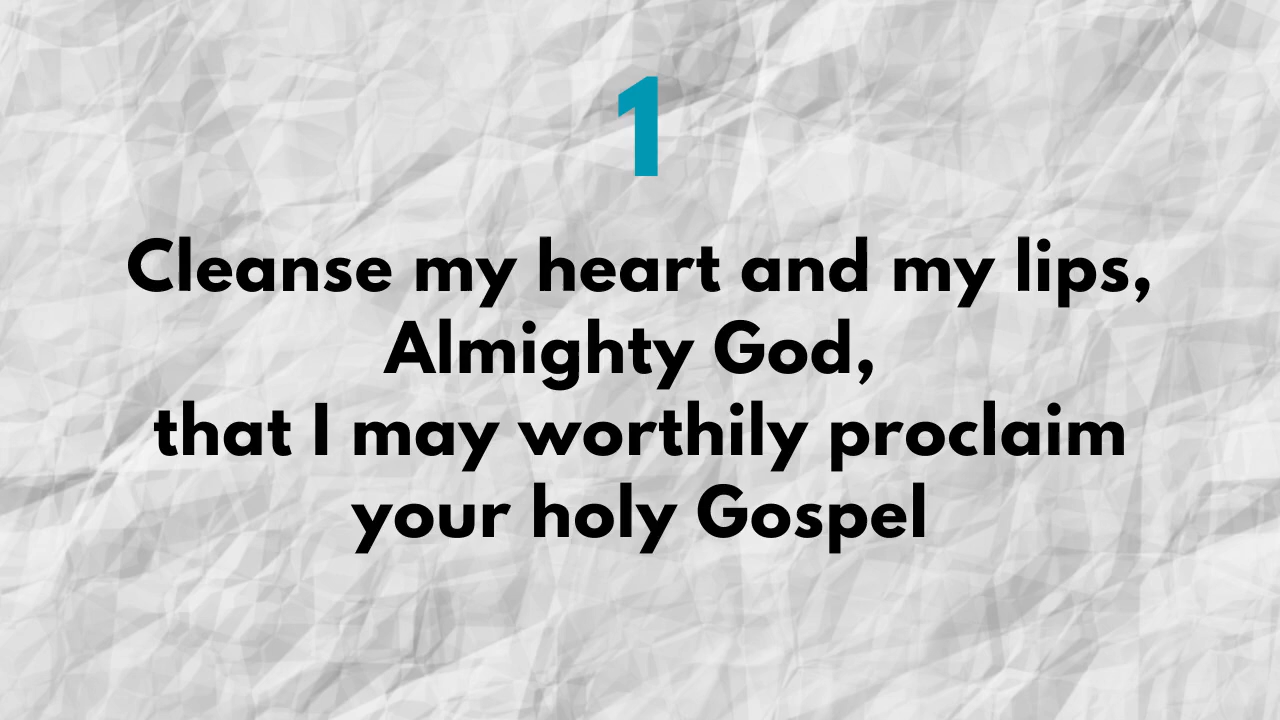 1
Cleanse my heart and my lips,
Almighty God,
that I may worthily proclaim
your holy Gospel